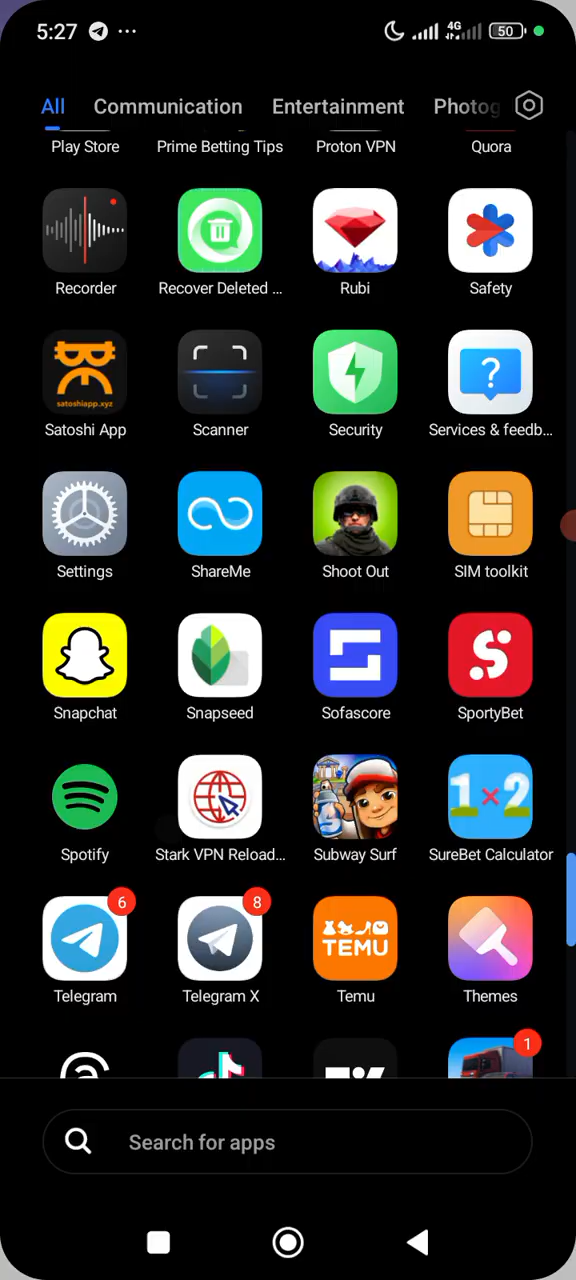 5:27 4G 50
All Communication Entertainment Photog
Play Store Prime Betting Tips Proton VPN Quora
Recorder Recover Deleted ... Rubi Safety
satoshiapp.xyz ?
Satoshi App Scanner Security Services & feedb...
Settings ShareMe Shoot Out SIM toolkit
Snapchat Snapseed Sofascore SportyBet
1×2
Spotify Stark VPN Reload... Subway Surf SureBet Calculator
6 8
TEMU
Telegram Telegram X Temu Themes
1
Search for apps